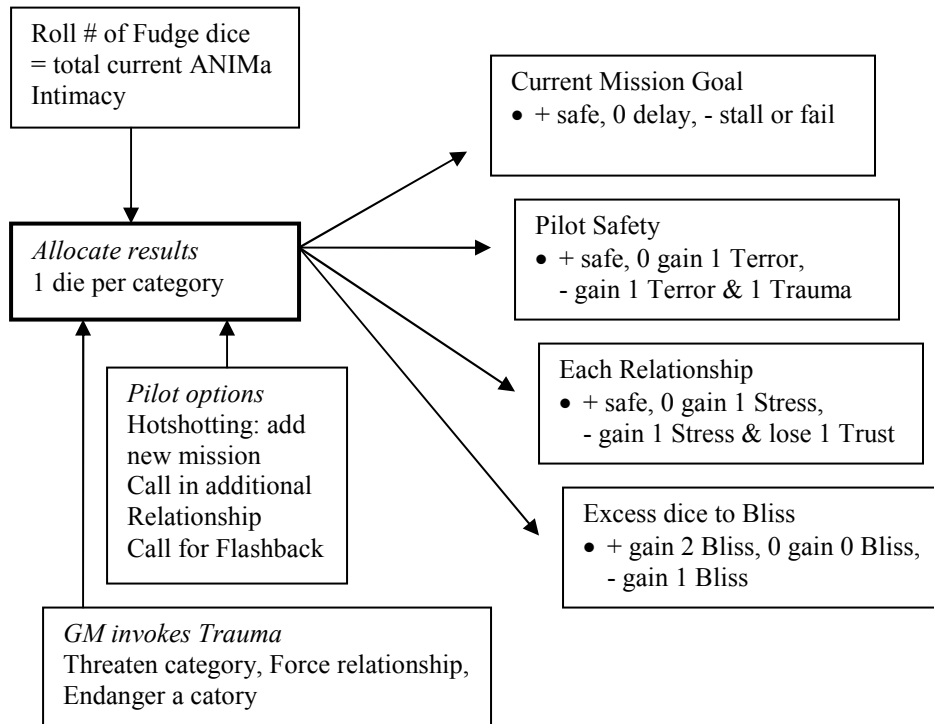 Roll # of Fudge dice
= total current ANIMa
Intimacy
Current Mission Goal
• + safe, 0 delay, - stall or fail
Allocate results
1 die per category
Pilot Safety
• + safe, 0 gain 1 Terror,
- gain 1 Terror & 1 Trauma
Pilot options
Hotshotting: add
new mission
Call in additional
Relationship
Call for Flashback
Each Relationship
• + safe, 0 gain 1 Stress,
- gain 1 Stress & lose 1 Trust
Excess dice to Bliss
• + gain 2 Bliss, 0 gain 0 Bliss,
- gain 1 Bliss
GM invokes Trauma
Threaten category, Force relationship,
Endanger a catory